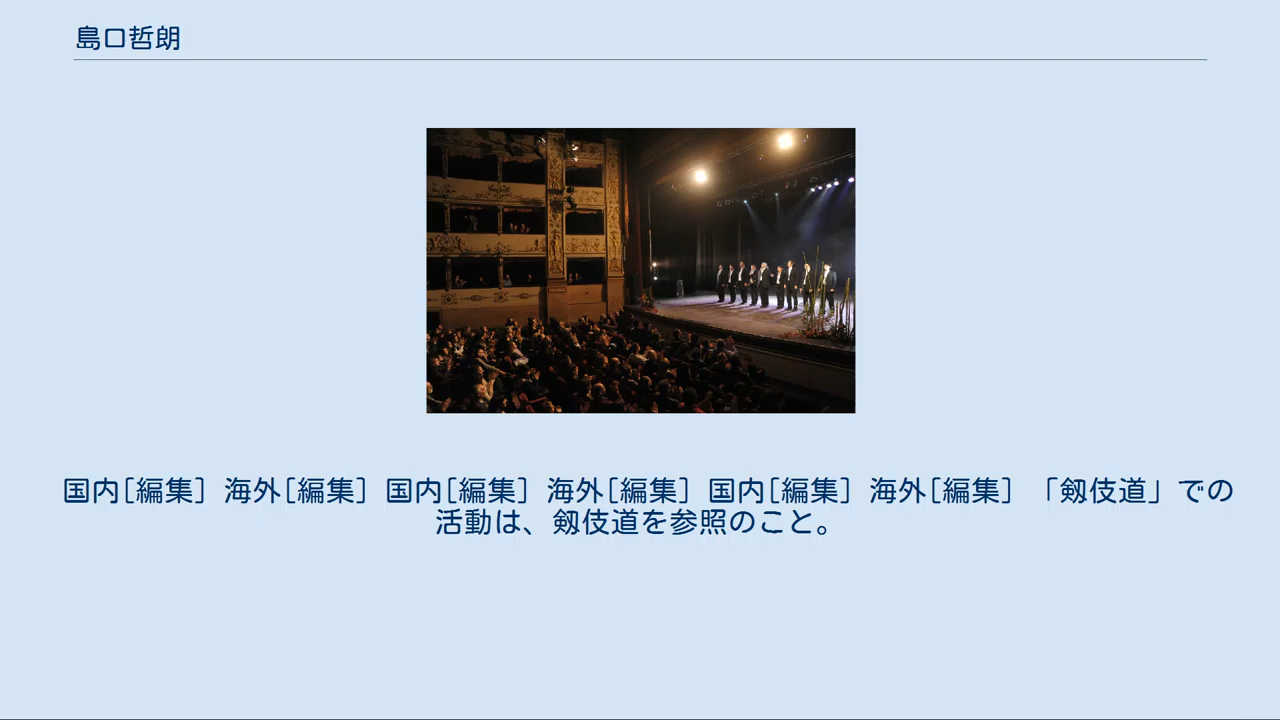 島口哲朗
国内[編集] 海外[編集] 国内[編集] 海外[編集] 国内[編集] 海外[編集] 「剱伎道」での
活動は、剱伎道を参照のこと。